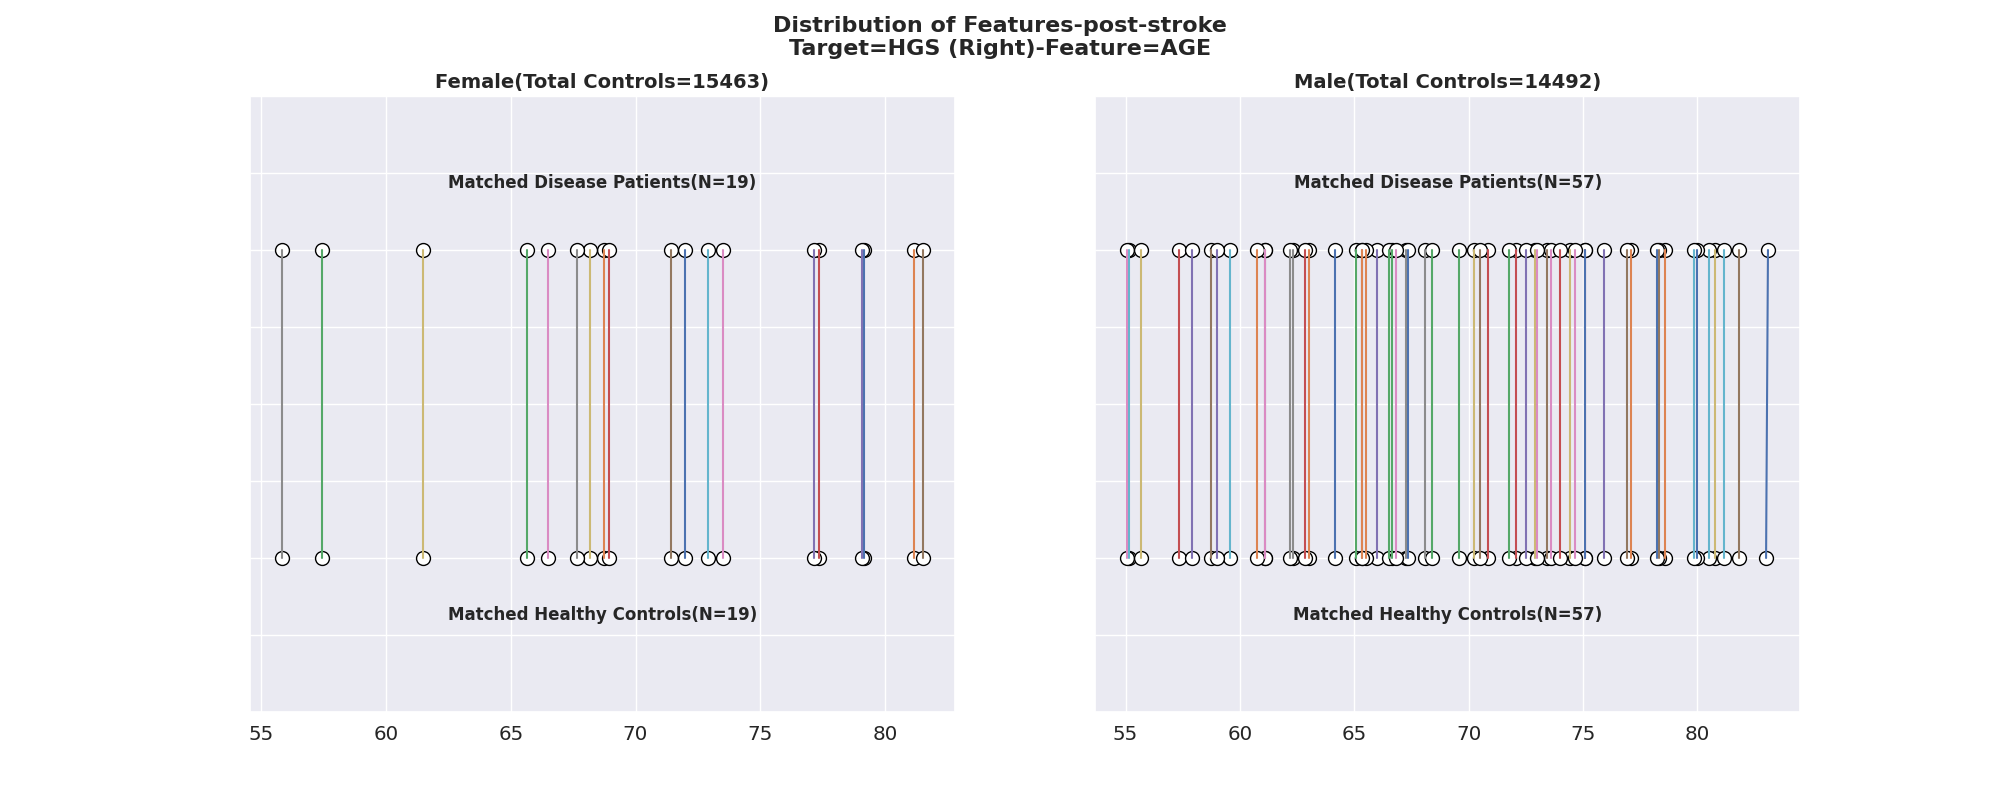 Distribution of Features-post-stroke
Target=HGS (Right)-Feature=AGE
Female(Total Controls=15463)
Matched Disease Patients(N=19)
Matched Healthy Controls(N=19)
55 60 65 70 75 80
Male(Total Controls=14492)
Matched Disease Patients(N=57)
Matched Healthy Controls(N=57)
55 60 65 70 75 80